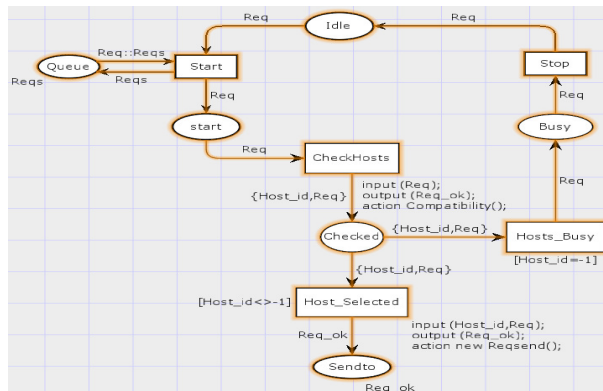 Req
Idle
Req
Req::Reqs
Queue
Start
Stop
Reqs
Reqs
Req
Req
start
Busy
Req
CheckHosts
Req
input (Req);
output (Req_ok);
action Compatibility();
{Host_id,Req}
Checked
{Host_id,Req}
Hosts_Busy
[Host_id=-1]
{Host_id,Req}
[Host_id<>-1]
Host_Selected
Req_ok
input (Host_id,Req);
output (Req_ok);
action new Reqsend();
Sendto
Req_ok